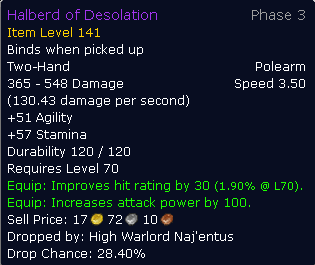 Halberd of Desolation Phase 3
Item Level 141
Binds when picked up
Two-Hand Polearm
365 - 548 Damage Speed 3.50
(130.43 damage per second)
+51 Agility
+57 Stamina
Durability 120 / 120
Requires Level 70
Equip: Improves hit rating by 30 (1.90% @ L70).
Equip: Increases attack power by 100.
Sell Price: 17 72 10
Dropped by: High Warlord Naj'entus
Drop Chance: 28.40%